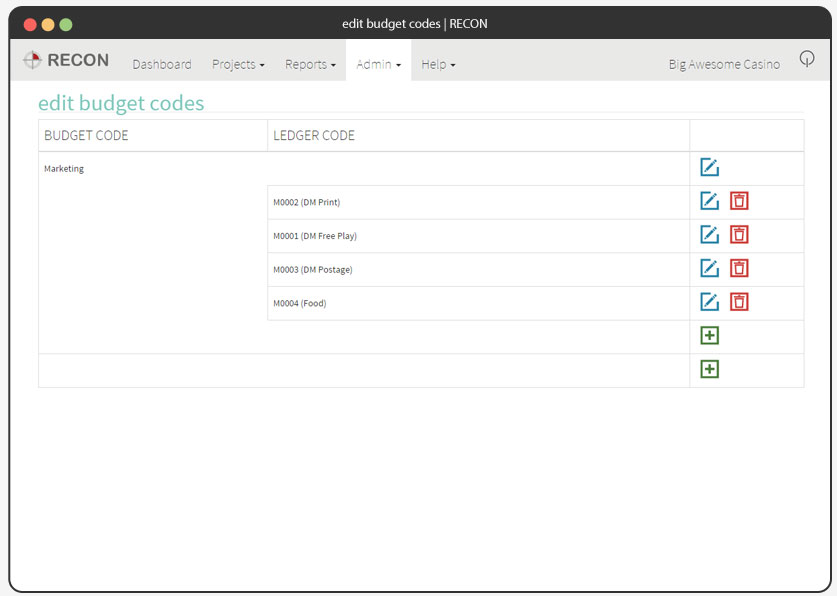 edit budget codes | RECON
RECON Dashboard Projects Reports Admin Help Big Awesome Casino
edit budget codes
BUDGET CODE LEDGER CODE
Marketing
M0002 (DM Print)
M0001 (DM Free Play)
M0003 (DM Postage)
M0004 (Food)